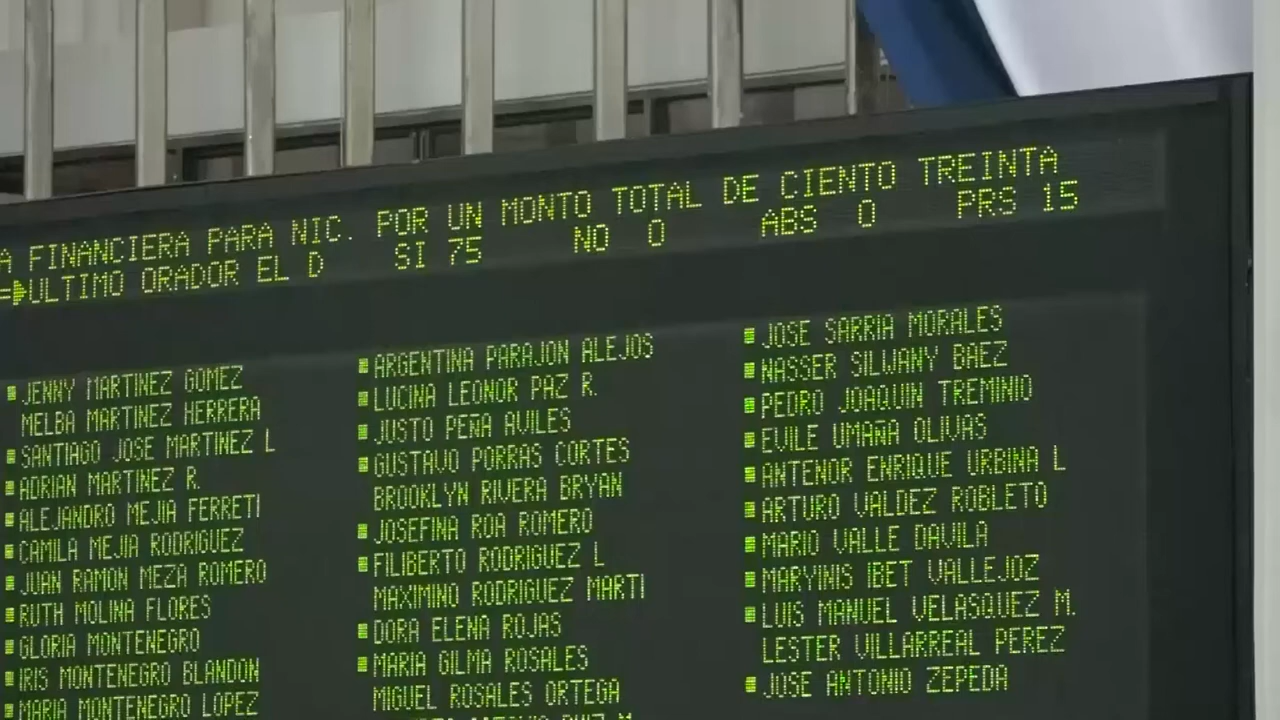 A FINANCIERA PARA NIC. POR UN MONTO TOTAL DE CIENTO TREINTA
=>ULTIMO ORADOR EL D SI 75 NO 0 ABS 0 PRS 15
JENNY MARTINEZ GOMEZ
MELBA MARTINEZ HERRERA
SANTIAGO JOSE MARTINEZ L
ADRIAN MARTINEZ R.
ALEJANDRO MEJIA FERRETI
CAMILA MEJIA RODRIGUEZ
JUAN RAMON MEZA ROMERO
RUTH MOLINA FLORES
GLORIA MONTENEGRO
IRIS MONTENEGRO BLANDON
MARIA MONTENEGRO LOPEZ
ARGENTINA PARAJON ALEJOS
LUCINA LEONOR PAZ R.
JUSTO PEÑA AVILES
GUSTAVO PORRAS CORTES
BROOKLYN RIVERA BRYAN
JOSEFINA ROA ROMERO
FILIBERTO RODRIGUEZ L
MAXIMINO RODRIGUEZ MARTI
DORA ELENA ROJAS
MARIA GILMA ROSALES
MIGUEL ROSALES ORTEGA
RUIZ M
JOSE SARRIA MORALES
NASSER SILWANY BAEZ
PEDRO JOAQUIN TREMINIO
EVILE UMAÑA OLIVAS
ANTENOR ENRIQUE URBINA L
ARTURO VALDEZ ROBLETO
MARIO VALLE DAVILA
MARYINIS IBET VALLEJOZ
LUIS MANUEL VELASQUEZ M.
LESTER VILLARREAL PEREZ
JOSE ANTONIO ZEPEDA